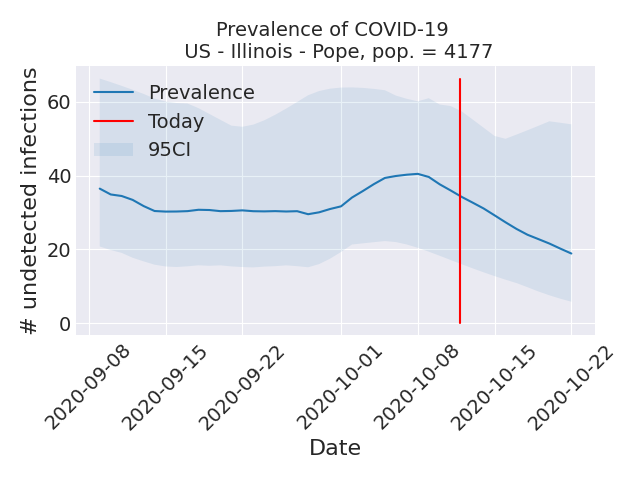 Prevalence of COVID-19
US - Illinois - Pope, pop. = 4177
# undetected infections
60
40
20
0
Prevalence
Today
95CI
2020-09-08
2020-09-15
2020-09-22
2020-10-01
2020-10-08
2020-10-15
2020-10-22
Date